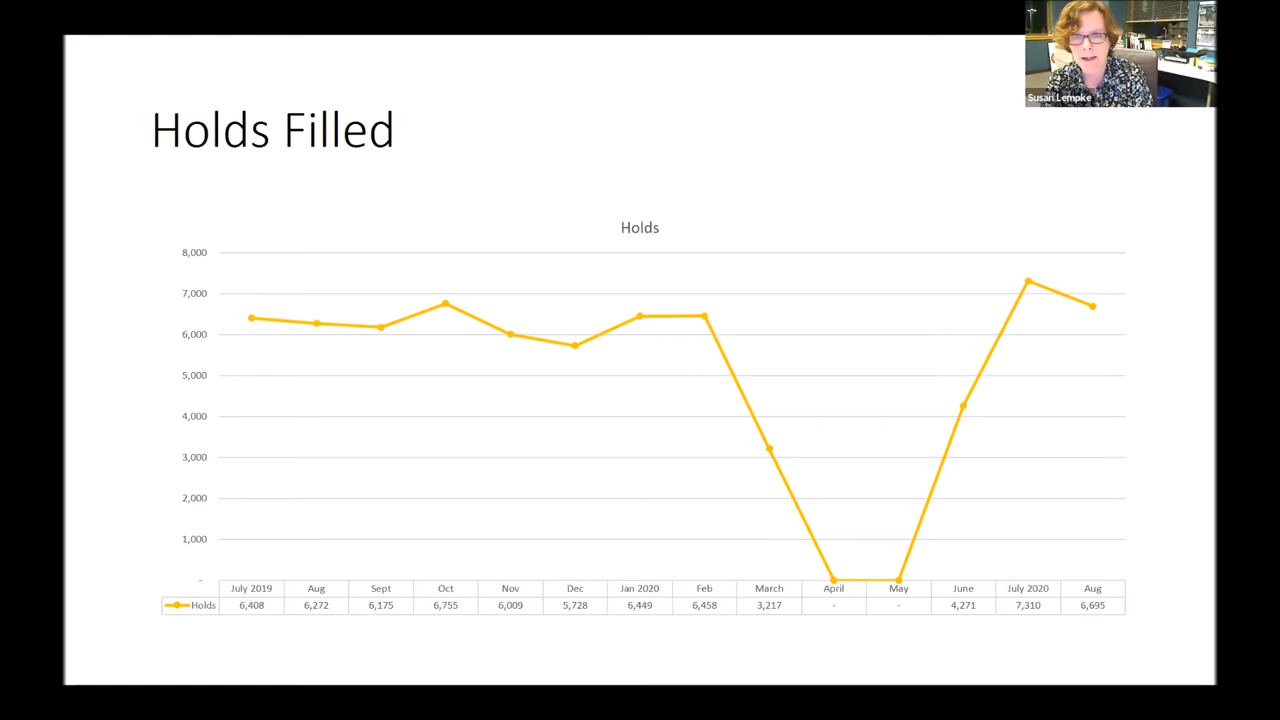 Susan Lempke
Holds Filled
Holds
8,000
7,000
6,000
5,000
4,000
3,000
2,000
1,000
-
July 2019 Aug Sept Oct Nov Dec Jan 2020 Feb March April May June July 2020 Aug
Holds 6,408 6,272 6,175 6,755 6,009 5,728 6,449 6,458 3,217 - - 4,271 7,310 6,695